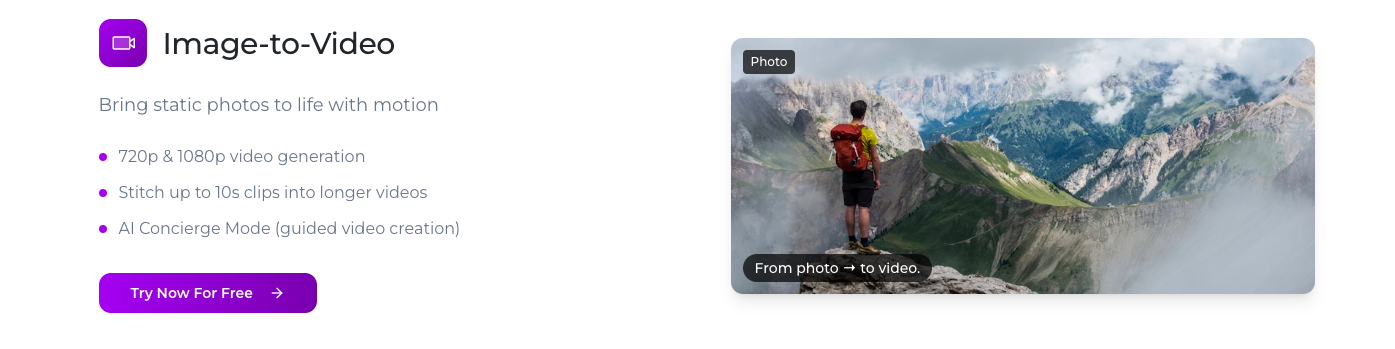 Image-to-Video
Bring static photos to life with motion
720p & 1080p video generation
Stitch up to 10s clips into longer videos
AI Concierge Mode (guided video creation)
Try Now For Free →
Photo
From photo → to video.